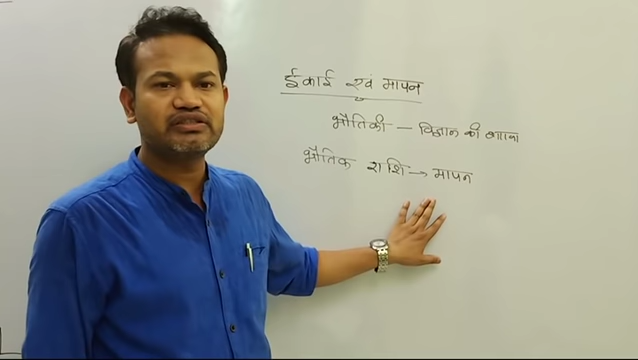 ईकाई एवं मापन
भौतिकी — विज्ञान की शाखा
भौतिक राशि → मापन